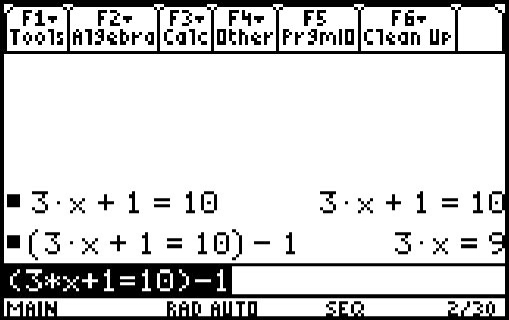 F1▾ F2▾ F3▾ F4▾ F5 F6▾
Tools Algebra Calc Other PrgmIO Clean Up
■ 3·x + 1 = 10 3·x + 1 = 10
■ (3·x + 1 = 10) − 1 3·x = 9
(3*x+1=10)-1
MAIN RAD AUTO SEQ 2/30